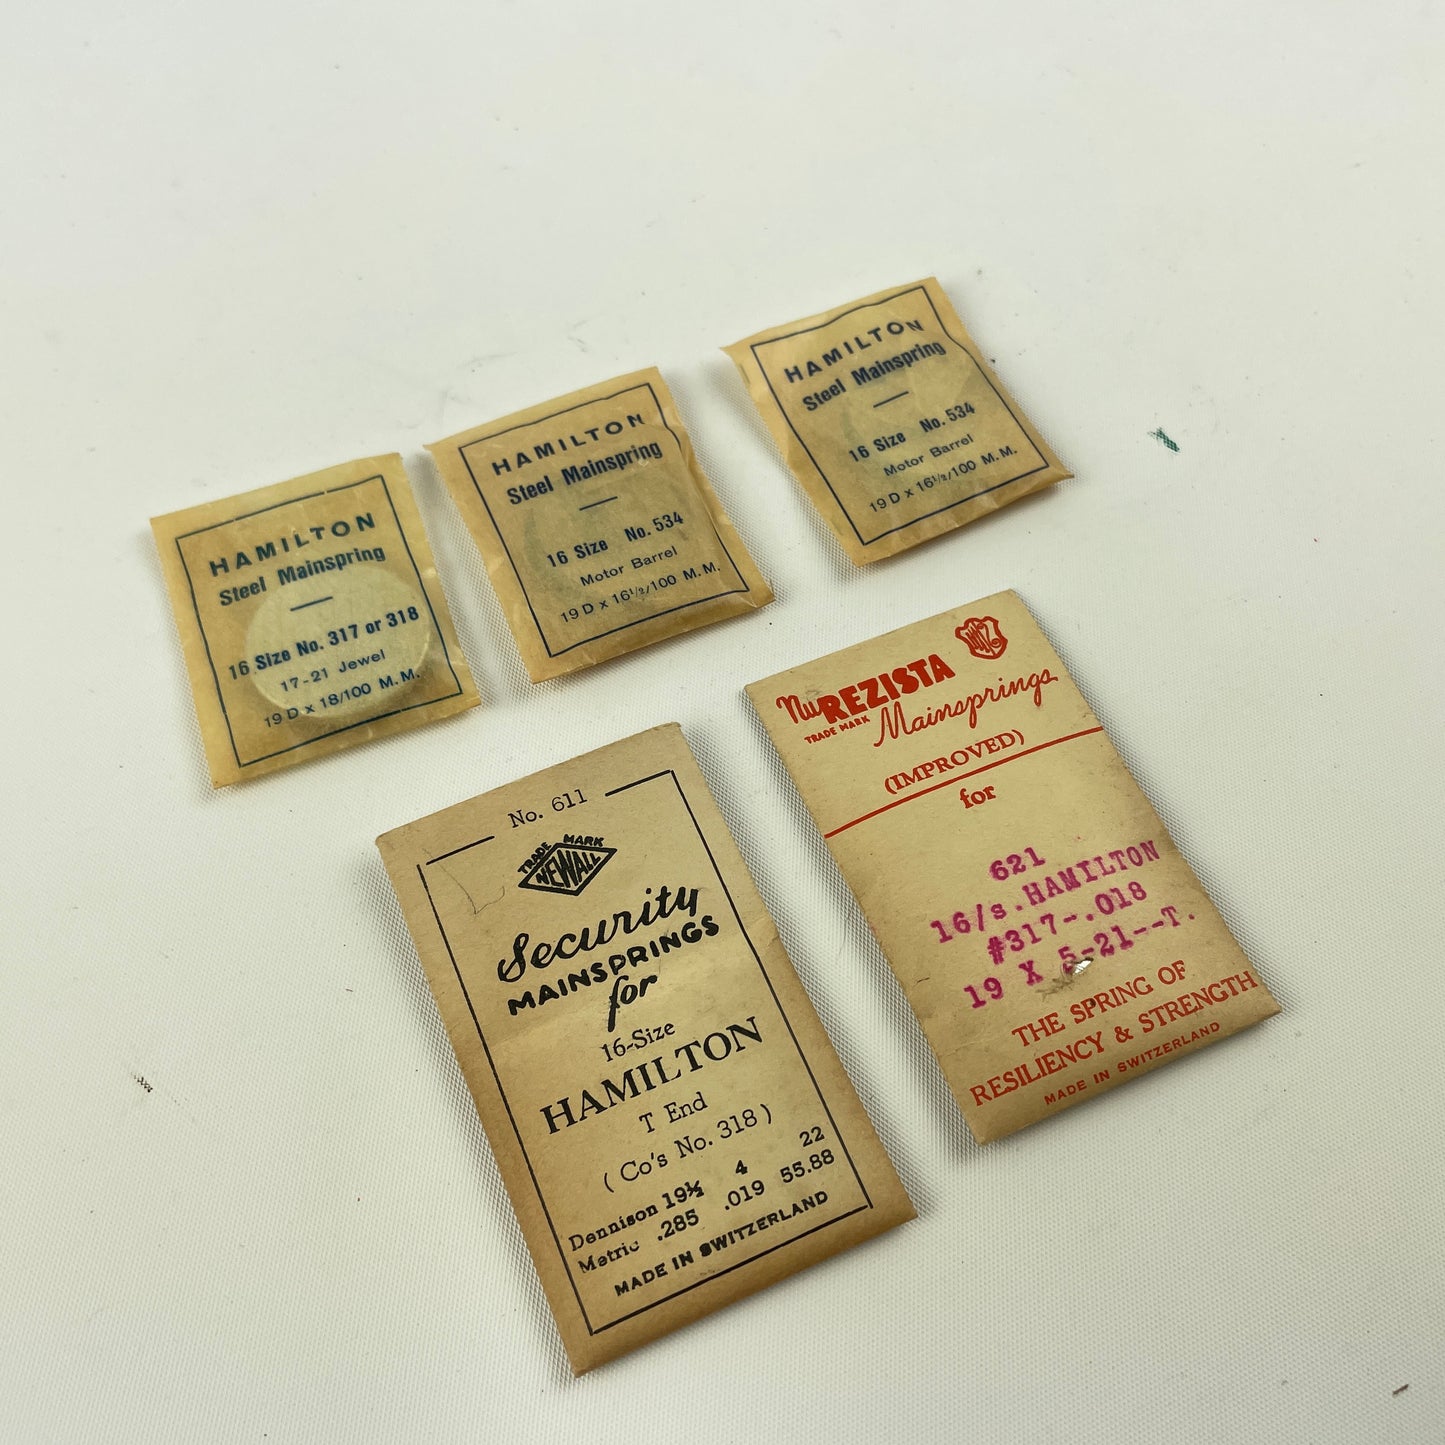 HAMILTON
Steel Mainspring
16 Size No. 317 or 318
17-21 Jewel
19 D x 18/100 M.M.
HAMILTON
Steel Mainspring
16 Size No. 534
Motor Barrel
19 D x 16½/100 M.M.
HAMILTON
Steel Mainspring
16 Size No. 534
Motor Barrel
19 D x 16½/100 M.M.
No. 611
TRADE MARK
NEWALL
Security
MAINSPRINGS
for
16-Size
HAMILTON
T End
( Co's No. 318 )
Dennison 19½ 4 22
Metric .285 .019 55.88
MADE IN SWITZERLAND
Nu REZISTA
TRADE MARK Mainsprings
(IMPROVED)
for
621
16/s.HAMILTON
#317-.018
19 X 5-21--T.
THE SPRING OF
RESILIENCY & STRENGTH
MADE IN SWITZERLAND